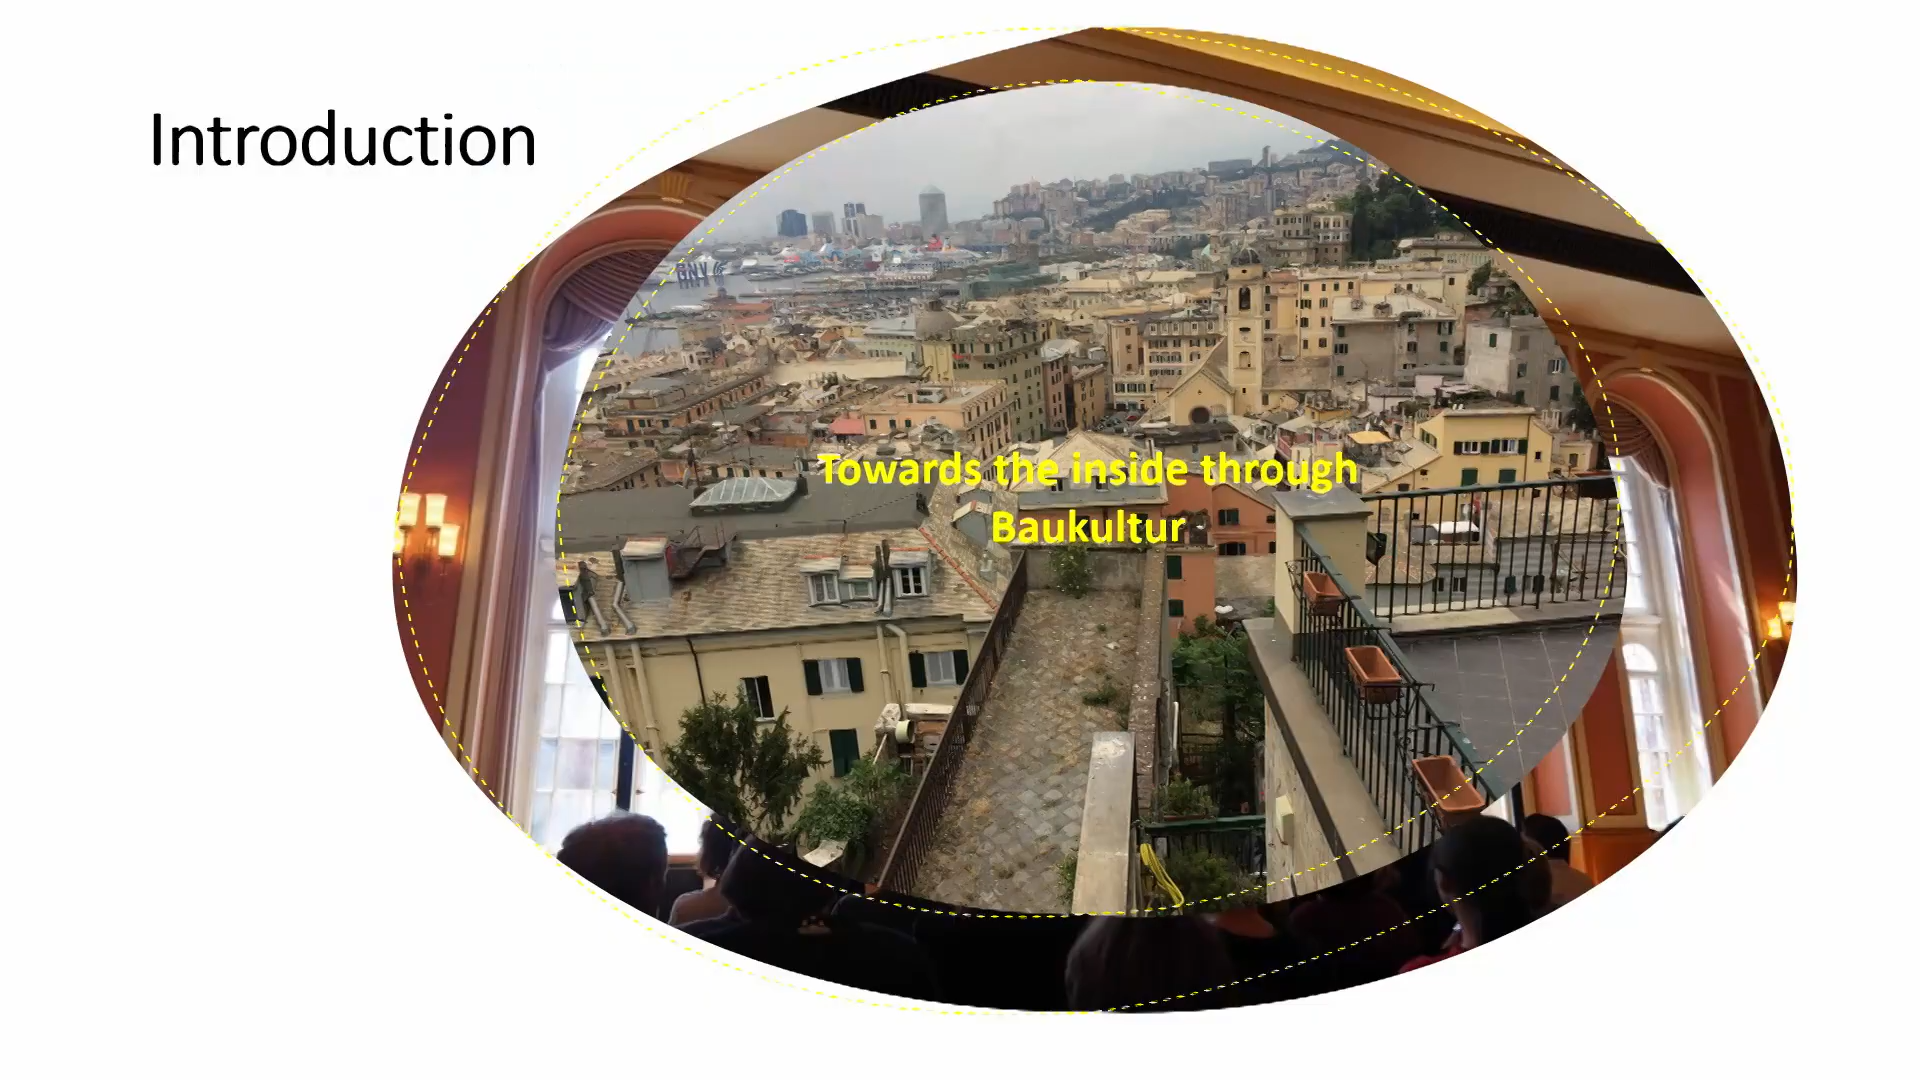 Introduction
Towards the inside through
Baukultur